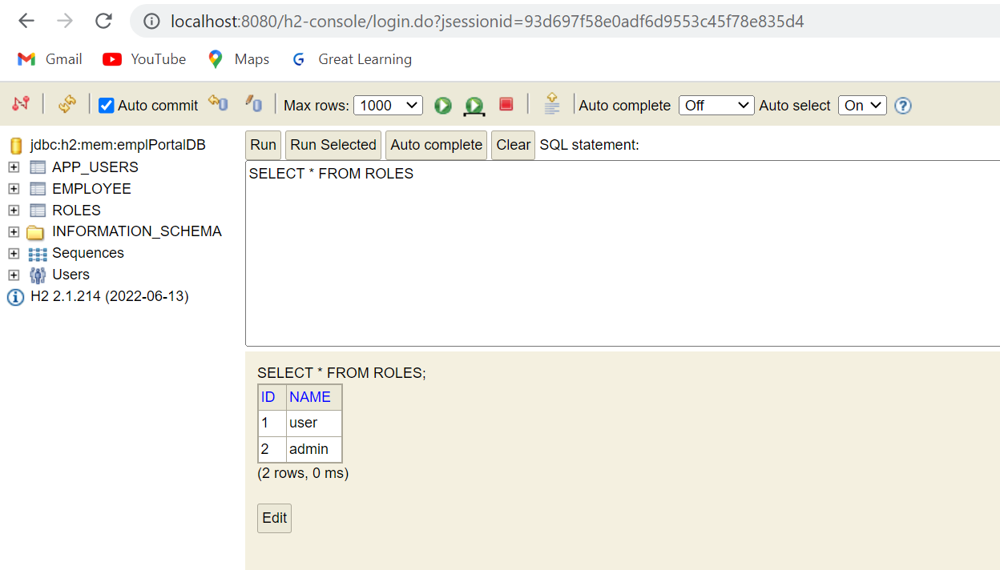 localhost:8080/h2-console/login.do?jsessionid=93d697f58e0adf6d9553c45f78e835d4
Gmail YouTube Maps G Great Learning
Auto commit Max rows: 1000 Auto complete Off Auto select On ?
jdbc:h2:mem:emplPortalDB
APP_USERS
EMPLOYEE
ROLES
INFORMATION_SCHEMA
Sequences
Users
H2 2.1.214 (2022-06-13)
Run Run Selected Auto complete Clear SQL statement:
SELECT * FROM ROLES
SELECT * FROM ROLES;
ID NAME
1 user
2 admin
(2 rows, 0 ms)
Edit